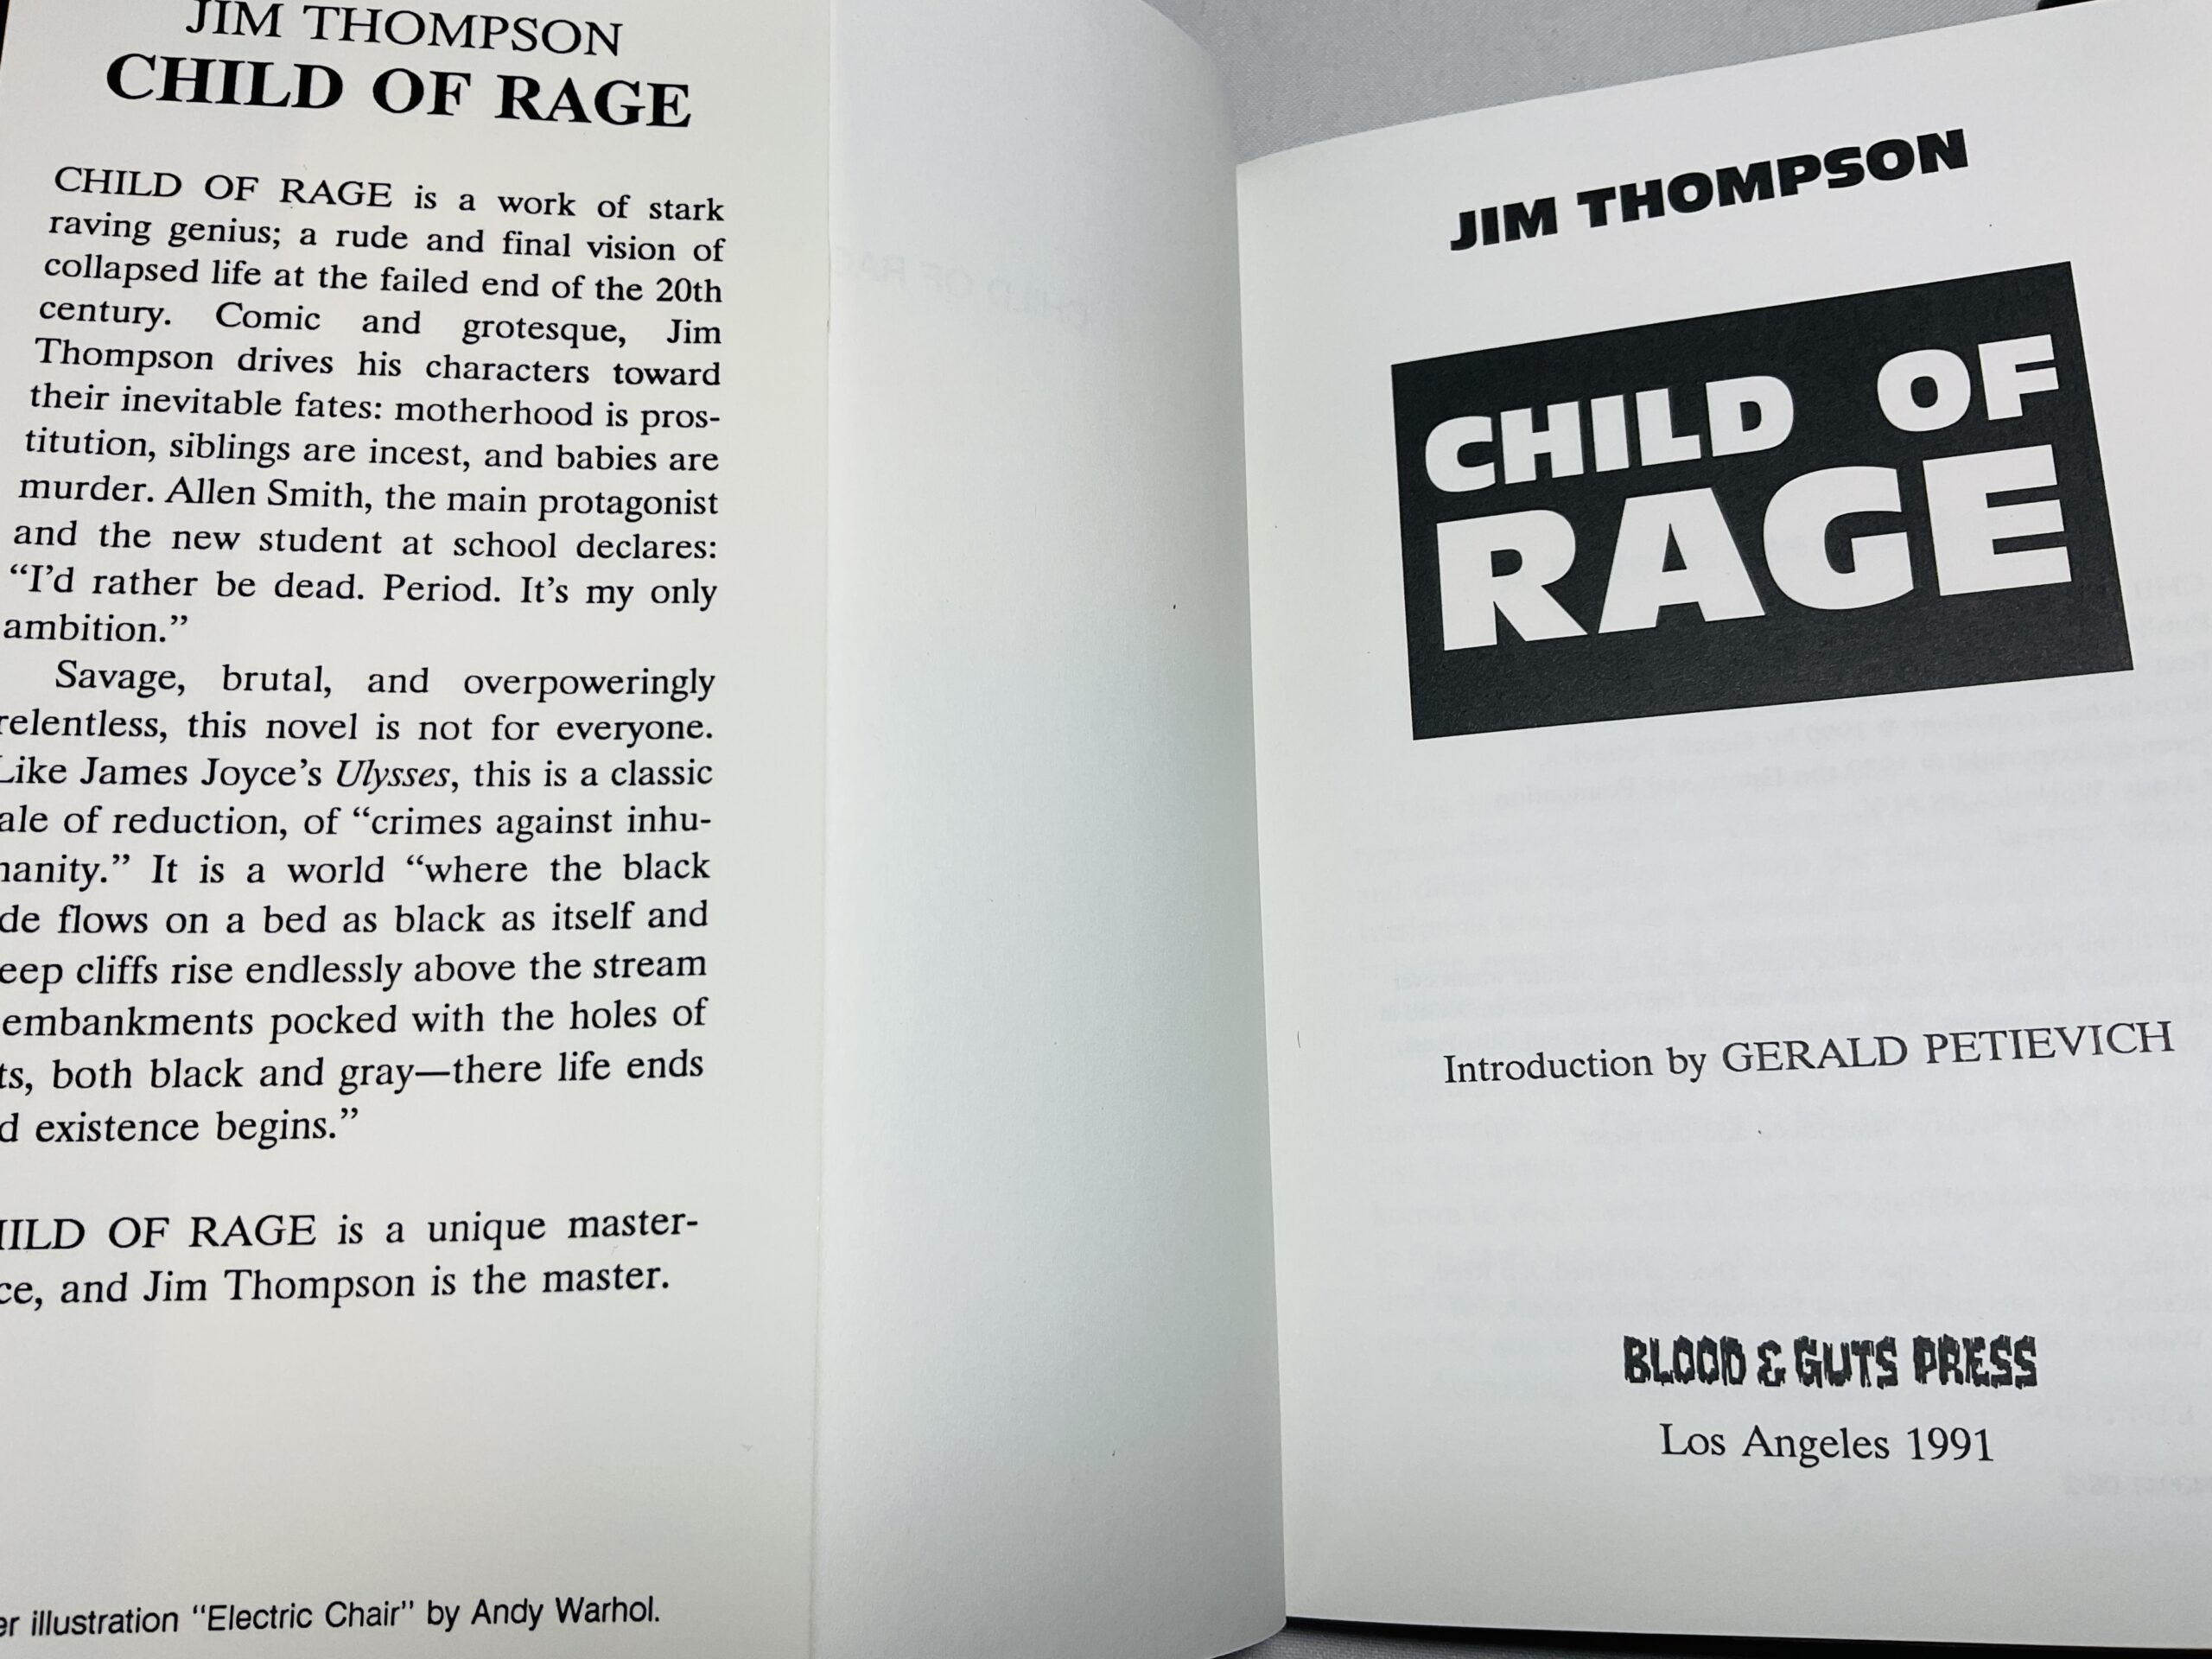 JIM THOMPSON
CHILD OF RAGE
CHILD OF RAGE is a work of stark
raving genius; a rude and final vision of
collapsed life at the failed end of the 20th
century. Comic and grotesque, Jim
Thompson drives his characters toward
their inevitable fates: motherhood is pros-
titution, siblings are incest, and babies are
murder. Allen Smith, the main protagonist
and the new student at school declares:
“I’d rather be dead. Period. It’s my only
ambition.”
Savage, brutal, and overpoweringly
relentless, this novel is not for everyone.
Like James Joyce’s Ulysses, this is a classic
ale of reduction, of “crimes against inhu-
manity.” It is a world “where the black
de flows on a bed as black as itself and
eep cliffs rise endlessly above the stream
embankments pocked with the holes of
ts, both black and gray—there life ends
d existence begins.”
HILD OF RAGE is a unique master-
ce, and Jim Thompson is the master.
er illustration “Electric Chair” by Andy Warhol.
JIM THOMPSON
CHILD OF
RAGE
Introduction by GERALD PETIEVICH
BLOOD & GUTS PRESS
Los Angeles 1991